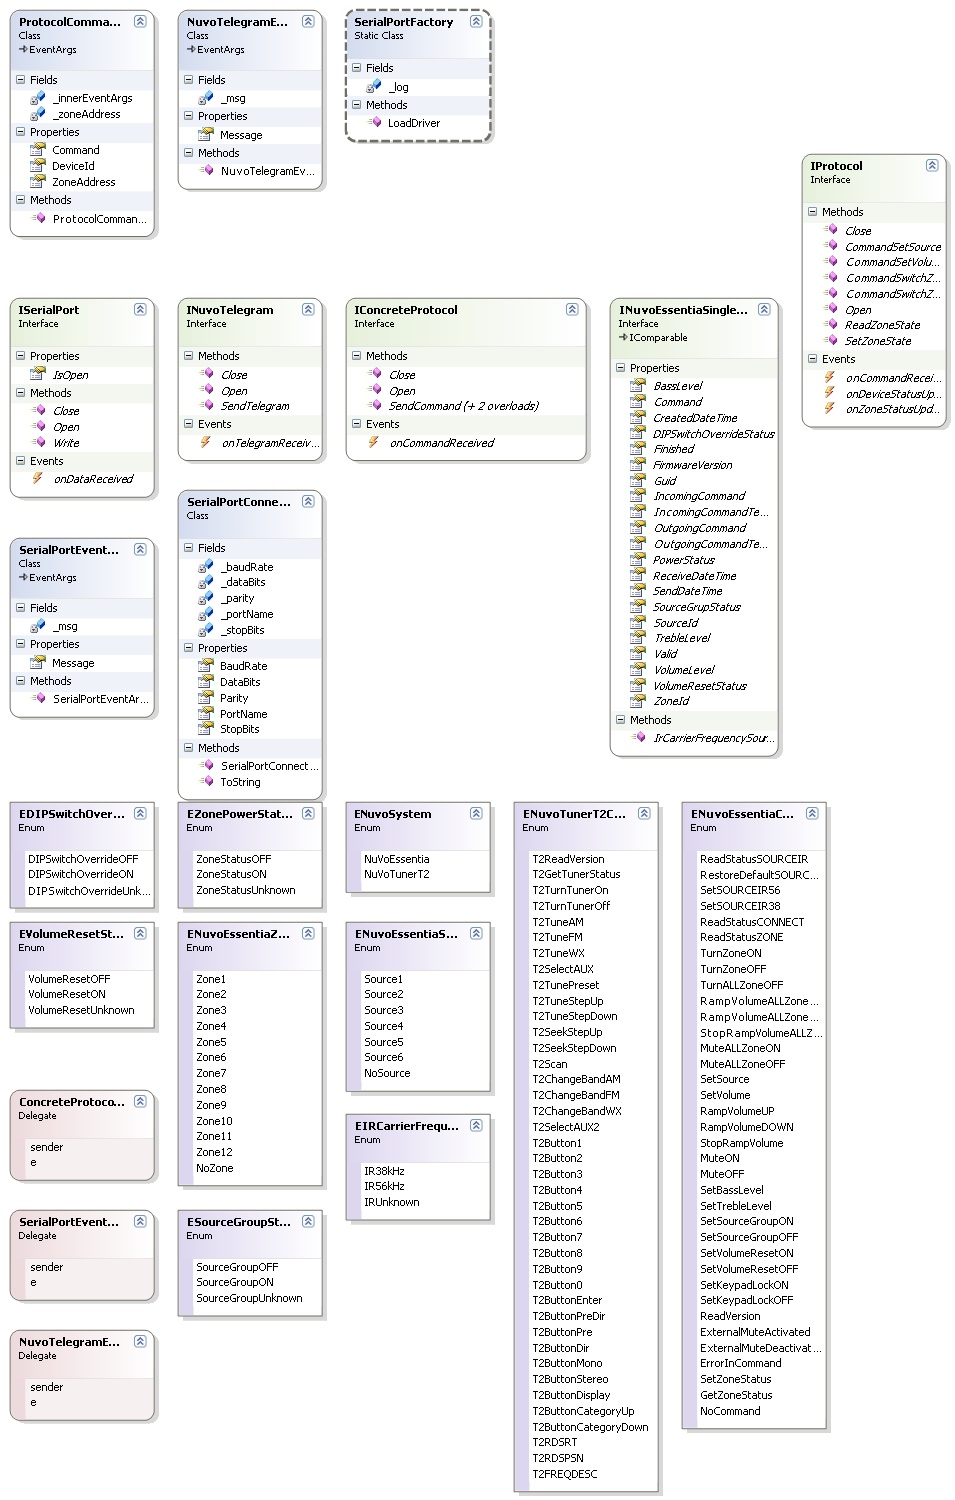 ProtocolComma...
Class
EventArgs
Fields
_innerEventArgs
_zoneAddress
Properties
Command
DeviceId
ZoneAddress
Methods
ProtocolComman...
NuvoTelegramE...
Class
EventArgs
Fields
_msg
Properties
Message
Methods
NuvoTelegramEv...
SerialPortFactory
Static Class
Fields
_log
Methods
LoadDriver
IProtocol
Interface
Methods
Close
CommandSetSource
CommandSetVolu...
CommandSwitchZ...
CommandSwitchZ...
Open
ReadZoneState
SetZoneState
Events
onCommandRecei...
onDeviceStatusUp...
onZoneStatusUpd...
ISerialPort
Interface
Properties
IsOpen
Methods
Close
Open
Write
Events
onDataReceived
INuvoTelegram
Interface
Methods
Close
Open
SendTelegram
Events
onTelegramReceiv...
IConcreteProtocol
Interface
Methods
Close
Open
SendCommand (+ 2 overloads)
Events
onCommandReceived
INuvoEssentiaSingle...
Interface
IComparable
Properties
BassLevel
Command
CreatedDateTime
DIPSwitchOverrideStatus
Finished
FirmwareVersion
Guid
IncomingCommand
IncomingCommandTe...
OutgoingCommand
OutgoingCommandTe...
PowerStatus
ReceiveDateTime
SendDateTime
SourceGrupStatus
SourceId
TrebleLevel
Valid
VolumeLevel
VolumeResetStatus
ZoneId
Methods
IrCarrierFrequencySour...
SerialPortEvent...
Class
EventArgs
Fields
_msg
Properties
Message
Methods
SerialPortEventAr...
SerialPortConne...
Class
Fields
_baudRate
_dataBits
_parity
_portName
_stopBits
Properties
BaudRate
DataBits
Parity
PortName
StopBits
Methods
SerialPortConnect...
ToString
EDIPSwitchOver...
Enum
DIPSwitchOverrideOFF
DIPSwitchOverrideON
DIPSwitchOverrideUnk...
EZonePowerStat...
Enum
ZoneStatusOFF
ZoneStatusON
ZoneStatusUnknown
ENuvoSystem
Enum
NuVoEssentia
NuVoTunerT2
ENuvoTunerT2C...
Enum
T2ReadVersion
T2GetTunerStatus
T2TurnTunerOn
T2TurnTunerOff
T2TuneAM
T2TuneFM
T2TuneWX
T2SelectAUX
T2TunePreset
T2TuneStepUp
T2TuneStepDown
T2SeekStepUp
T2SeekStepDown
T2Scan
T2ChangeBandAM
T2ChangeBandFM
T2ChangeBandWX
T2SelectAUX2
T2Button1
T2Button2
T2Button3
T2Button4
T2Button5
T2Button6
T2Button7
T2Button8
T2Button9
T2Button0
T2ButtonEnter
T2ButtonPreDir
T2ButtonPre
T2ButtonDir
T2ButtonMono
T2ButtonStereo
T2ButtonDisplay
T2ButtonCategoryUp
T2ButtonCategoryDown
T2RDSRT
T2RDSPSN
T2FREQDESC
ENuvoEssentiaC...
Enum
ReadStatusSOURCEIR
RestoreDefaultSOURC...
SetSOURCEIR56
SetSOURCEIR38
ReadStatusCONNECT
ReadStatusZONE
TurnZoneON
TurnZoneOFF
TurnALLZoneOFF
RampVolumeALLZone...
RampVolumeALLZone...
StopRampVolumeALLZ...
MuteALLZoneON
MuteALLZoneOFF
SetSource
SetVolume
RampVolumeUP
RampVolumeDOWN
StopRampVolume
MuteON
MuteOFF
SetBassLevel
SetTrebleLevel
SetSourceGroupON
SetSourceGroupOFF
SetVolumeResetON
SetVolumeResetOFF
SetKeypadLockON
SetKeypadLockOFF
ReadVersion
ExternalMuteActivated
ExternalMuteDeactivat...
ErrorInCommand
SetZoneStatus
GetZoneStatus
NoCommand
EVolumeResetSt...
Enum
VolumeResetOFF
VolumeResetON
VolumeResetUnknown
ENuvoEssentiaZ...
Enum
Zone1
Zone2
Zone3
Zone4
Zone5
Zone6
Zone7
Zone8
Zone9
Zone10
Zone11
Zone12
NoZone
ENuvoEssentiaS...
Enum
Source1
Source2
Source3
Source4
Source5
Source6
NoSource
ConcreteProtoco...
Delegate
sender
e
EIRCarrierFrequ...
Enum
IR38kHz
IR56kHz
IRUnknown
SerialPortEvent...
Delegate
sender
e
ESourceGroupSt...
Enum
SourceGroupOFF
SourceGroupON
SourceGroupUnknown
NuvoTelegramE...
Delegate
sender
e